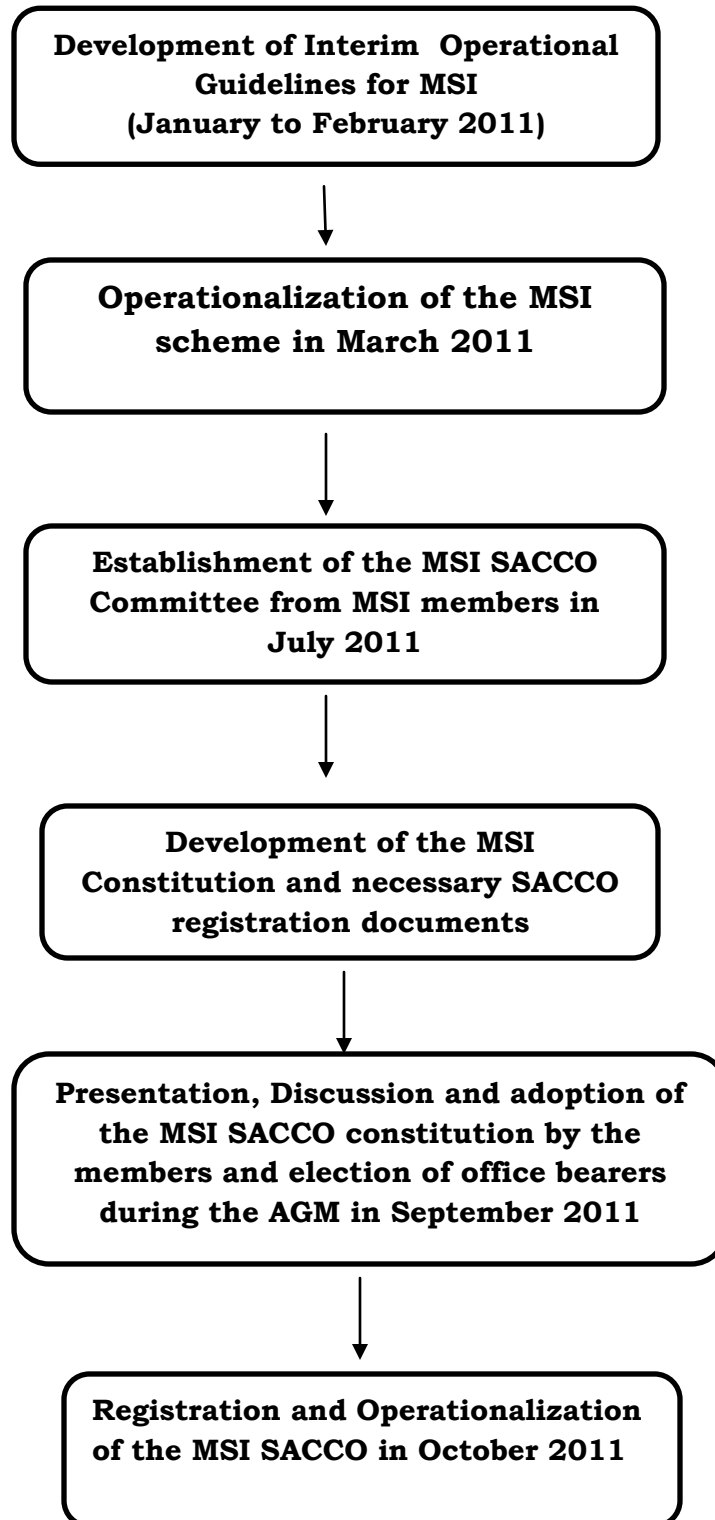 Development of Interim Operational
Guidelines for MSI
(January to February 2011)
Operationalization of the MSI
scheme in March 2011
Establishment of the MSI SACCO
Committee from MSI members in
July 2011
Development of the MSI
Constitution and necessary SACCO
registration documents
Presentation, Discussion and adoption of
the MSI SACCO constitution by the
members and election of office bearers
during the AGM in September 2011
Registration and Operationalization
of the MSI SACCO in October 2011